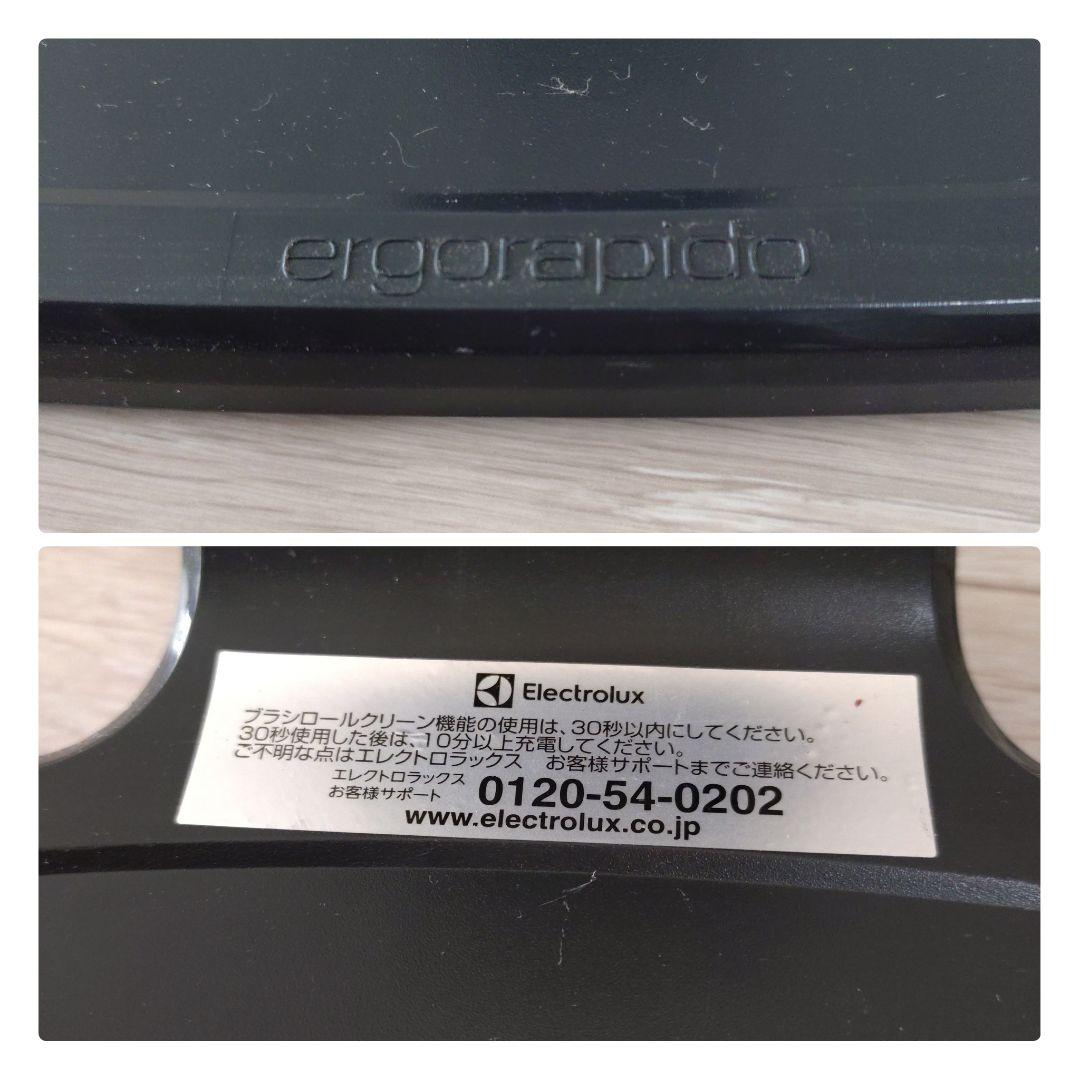 ergorapido
Electrolux
ブラシロールクリーン機能の使用は、30秒以内にしてください。
30秒使用した後は、10分以上充電してください。
ご不明な点はエレクトロラックス　お客様サポートまでご連絡ください。
エレクトロラックス
お客様サポート 0120-54-0202
www.electrolux.co.jp